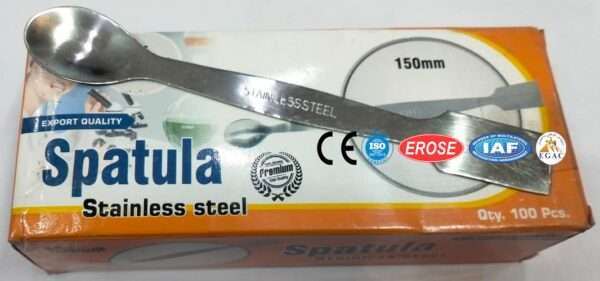 150mm
STAINLESS STEEL
EXPORT QUALITY
Spatula
Stainless steel
Premium
CE
ISO
EROSE
IAF
EGAC
Qty. 100 Pcs.
Spatula